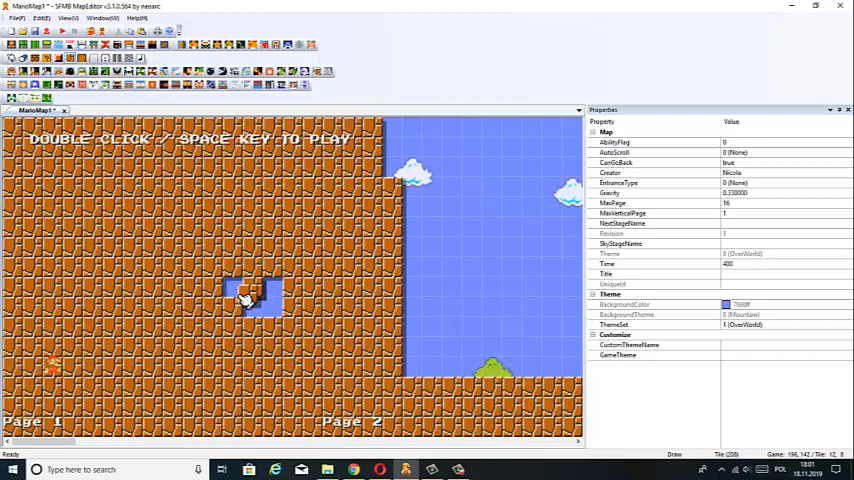 MarioMap1 * - SFMB MapEditor v3.1.0.564 by neoarc
File(F) Edit(E) View(V) Window(W) Help(H)
MarioMap1 *
DOUBLE CLICK / SPACE KEY TO PLAY
Page 1
Page 2
Properties
Property Value
Map
AbilityFlag 0
AutoScroll 0 (None)
CanGoBack true
Creator Nicola
EntranceType 0 (None)
Gravity 0.330000
MaxPage 16
MaxVerticalPage 1
NextStageName
Revision 1
SkyStageName
Theme 0 (OverWorld)
Time 400
Title
UniqueId
Theme
BackgroundColor 7686ff
BackgroundTheme 0 (Mountain)
ThemeSet 1 (OverWorld)
Customize
CustomThemeName
GameTheme
Ready
Draw Tile (208) Game: 196, 142 / Tile: 12, 8
Type here to search
POL
18:01
18.11.2019